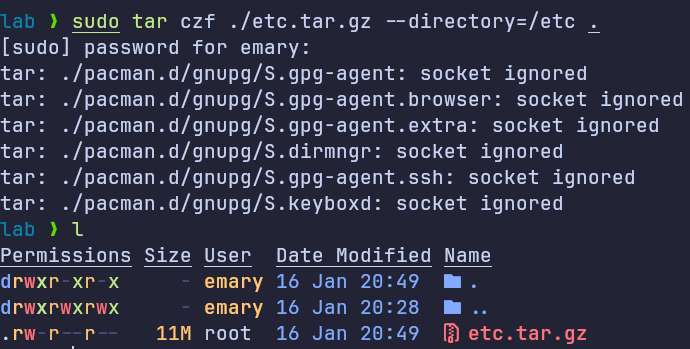 lab ❯ sudo tar czf ./etc.tar.gz --directory=/etc .
[sudo] password for emary:
tar: ./pacman.d/gnupg/S.gpg-agent: socket ignored
tar: ./pacman.d/gnupg/S.gpg-agent.browser: socket ignored
tar: ./pacman.d/gnupg/S.gpg-agent.extra: socket ignored
tar: ./pacman.d/gnupg/S.dirmngr: socket ignored
tar: ./pacman.d/gnupg/S.gpg-agent.ssh: socket ignored
tar: ./pacman.d/gnupg/S.keyboxd: socket ignored
lab ❯ l
Permissions Size User Date Modified Name
drwxr-xr-x - emary 16 Jan 20:49 .
drwxrwxrwx - emary 16 Jan 20:28 ..
.rw-r--r-- 11M root 16 Jan 20:49 etc.tar.gz